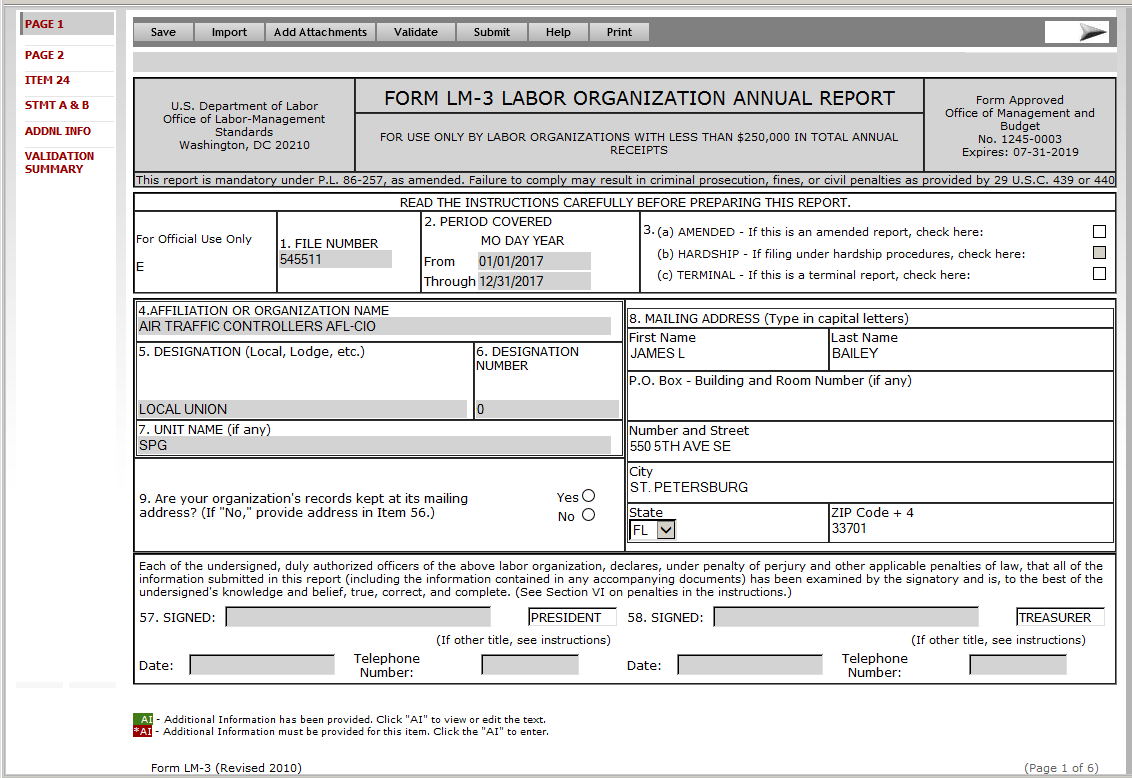 PAGE 1
PAGE 2
ITEM 24
STMT A & B
ADDNL INFO
VALIDATION
SUMMARY
Save Import Add Attachments Validate Submit Help Print
U.S. Department of Labor
Office of Labor-Management
Standards
Washington, DC 20210
FORM LM-3 LABOR ORGANIZATION ANNUAL REPORT
FOR USE ONLY BY LABOR ORGANIZATIONS WITH LESS THAN $250,000 IN TOTAL ANNUAL
RECEIPTS
Form Approved
Office of Management and
Budget
No. 1245-0003
Expires: 07-31-2019
This report is mandatory under P.L. 86-257, as amended. Failure to comply may result in criminal prosecution, fines, or civil penalties as provided by 29 U.S.C. 439 or 440
READ THE INSTRUCTIONS CAREFULLY BEFORE PREPARING THIS REPORT.
For Official Use Only
E
1. FILE NUMBER
545511
2. PERIOD COVERED
MO DAY YEAR
From 01/01/2017
Through 12/31/2017
3. (a) AMENDED - If this is an amended report, check here:
(b) HARDSHIP - If filing under hardship procedures, check here:
(c) TERMINAL - If this is a terminal report, check here:
4.AFFILIATION OR ORGANIZATION NAME
AIR TRAFFIC CONTROLLERS AFL-CIO
5. DESIGNATION (Local, Lodge, etc.)
LOCAL UNION
6. DESIGNATION
NUMBER
0
7. UNIT NAME (if any)
SPG
9. Are your organization's records kept at its mailing
address? (If "No," provide address in Item 56.)
Yes
No
8. MAILING ADDRESS (Type in capital letters)
First Name
JAMES L
Last Name
BAILEY
P.O. Box - Building and Room Number (if any)
Number and Street
550 5TH AVE SE
City
ST. PETERSBURG
State
FL
ZIP Code + 4
33701
Each of the undersigned, duly authorized officers of the above labor organization, declares, under penalty of perjury and other applicable penalties of law, that all of the
information submitted in this report (including the information contained in any accompanying documents) has been examined by the signatory and is, to the best of the
undersigned's knowledge and belief, true, correct, and complete. (See Section VI on penalties in the instructions.)
57. SIGNED: PRESIDENT 58. SIGNED: TREASURER
(If other title, see instructions) (If other title, see instructions)
Date: Telephone
Number:
Date: Telephone
Number:
AI - Additional Information has been provided. Click "AI" to view or edit the text.
*AI - Additional Information must be provided for this item. Click the "AI" to enter.
Form LM-3 (Revised 2010) (Page 1 of 6)